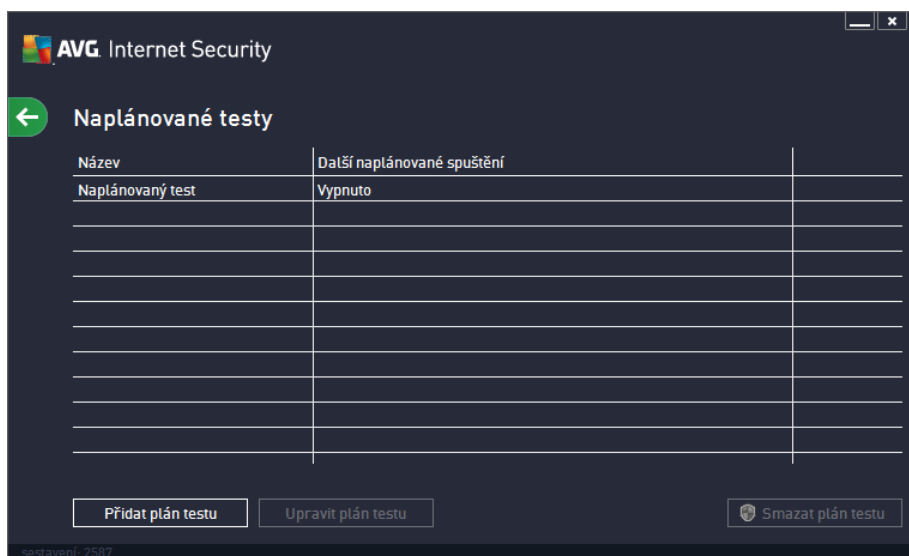 AVG. Internet Security
Naplánované testy
Název Další naplánované spuštění
Naplánovaný test Vypnuto
Přidat plán testu Upravit plán testu Smazat plán testu
sestavení: 2587